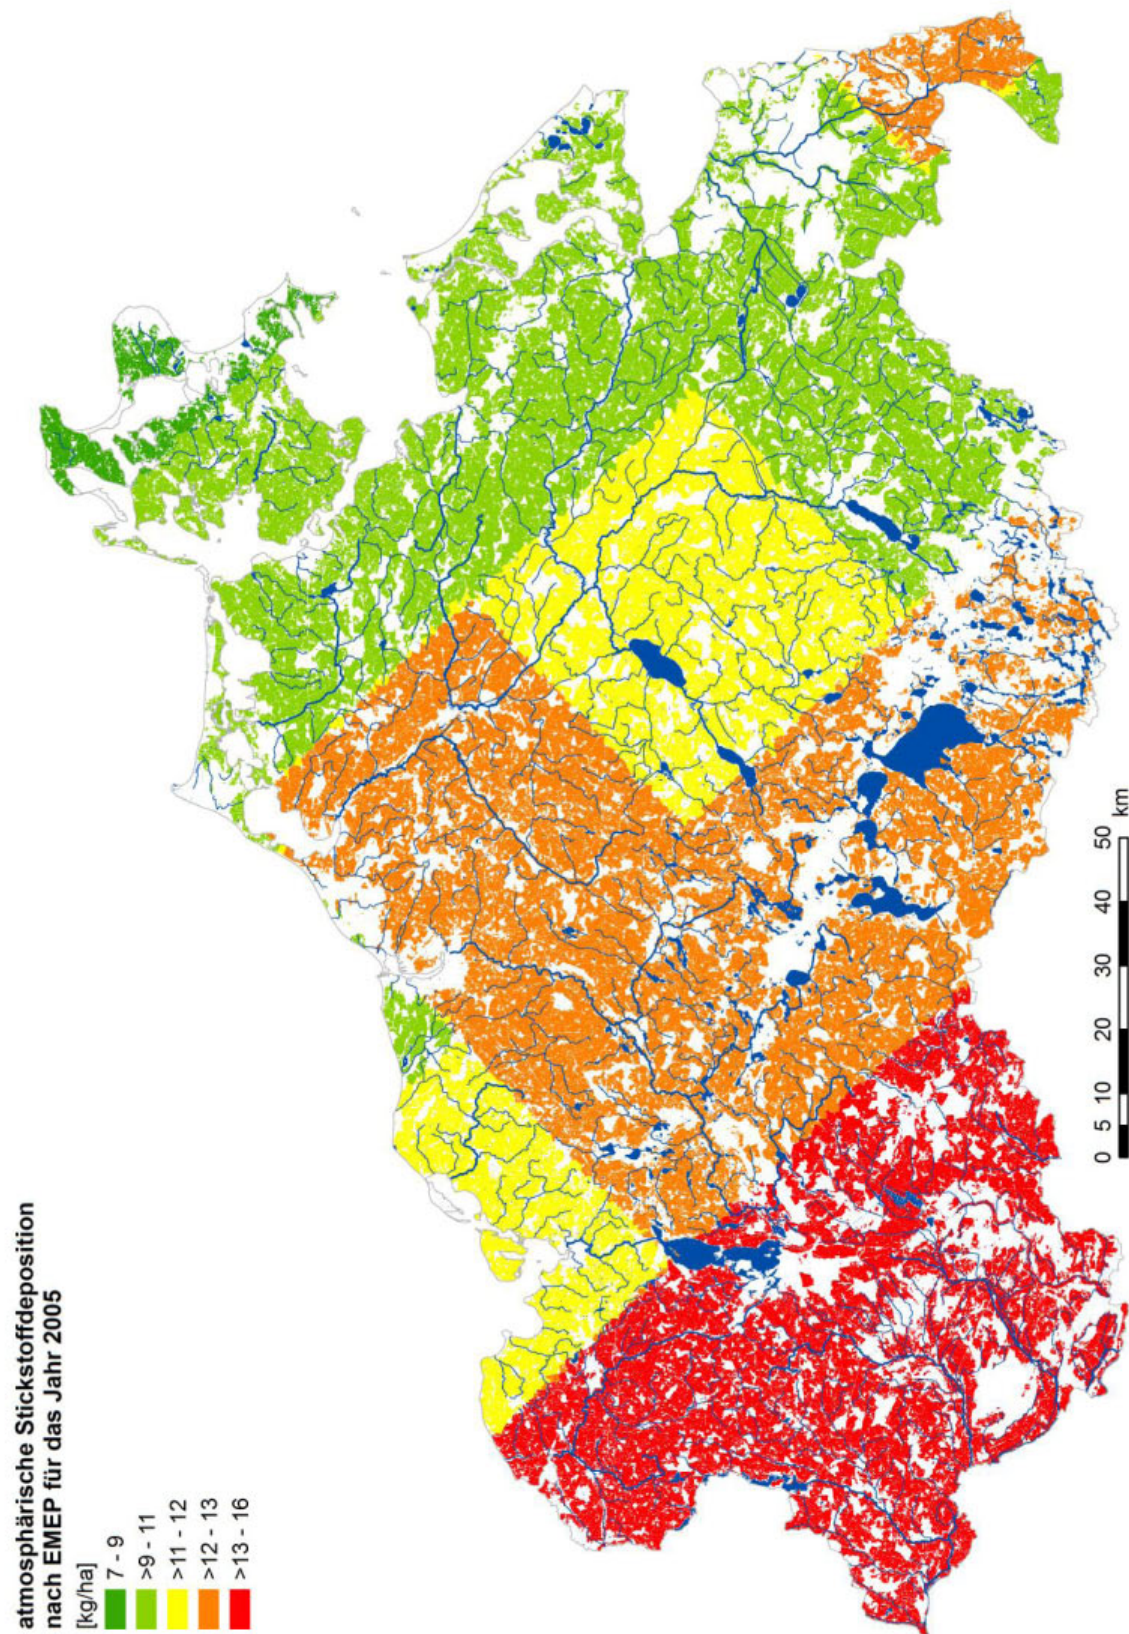 atmosphärische Stickstoffdeposition
nach EMEP für das Jahr 2005
[kg/ha]
7 - 9
>9 - 11
>11 - 12
>12 - 13
>13 - 16
0 5 10 20 30 40 50
km